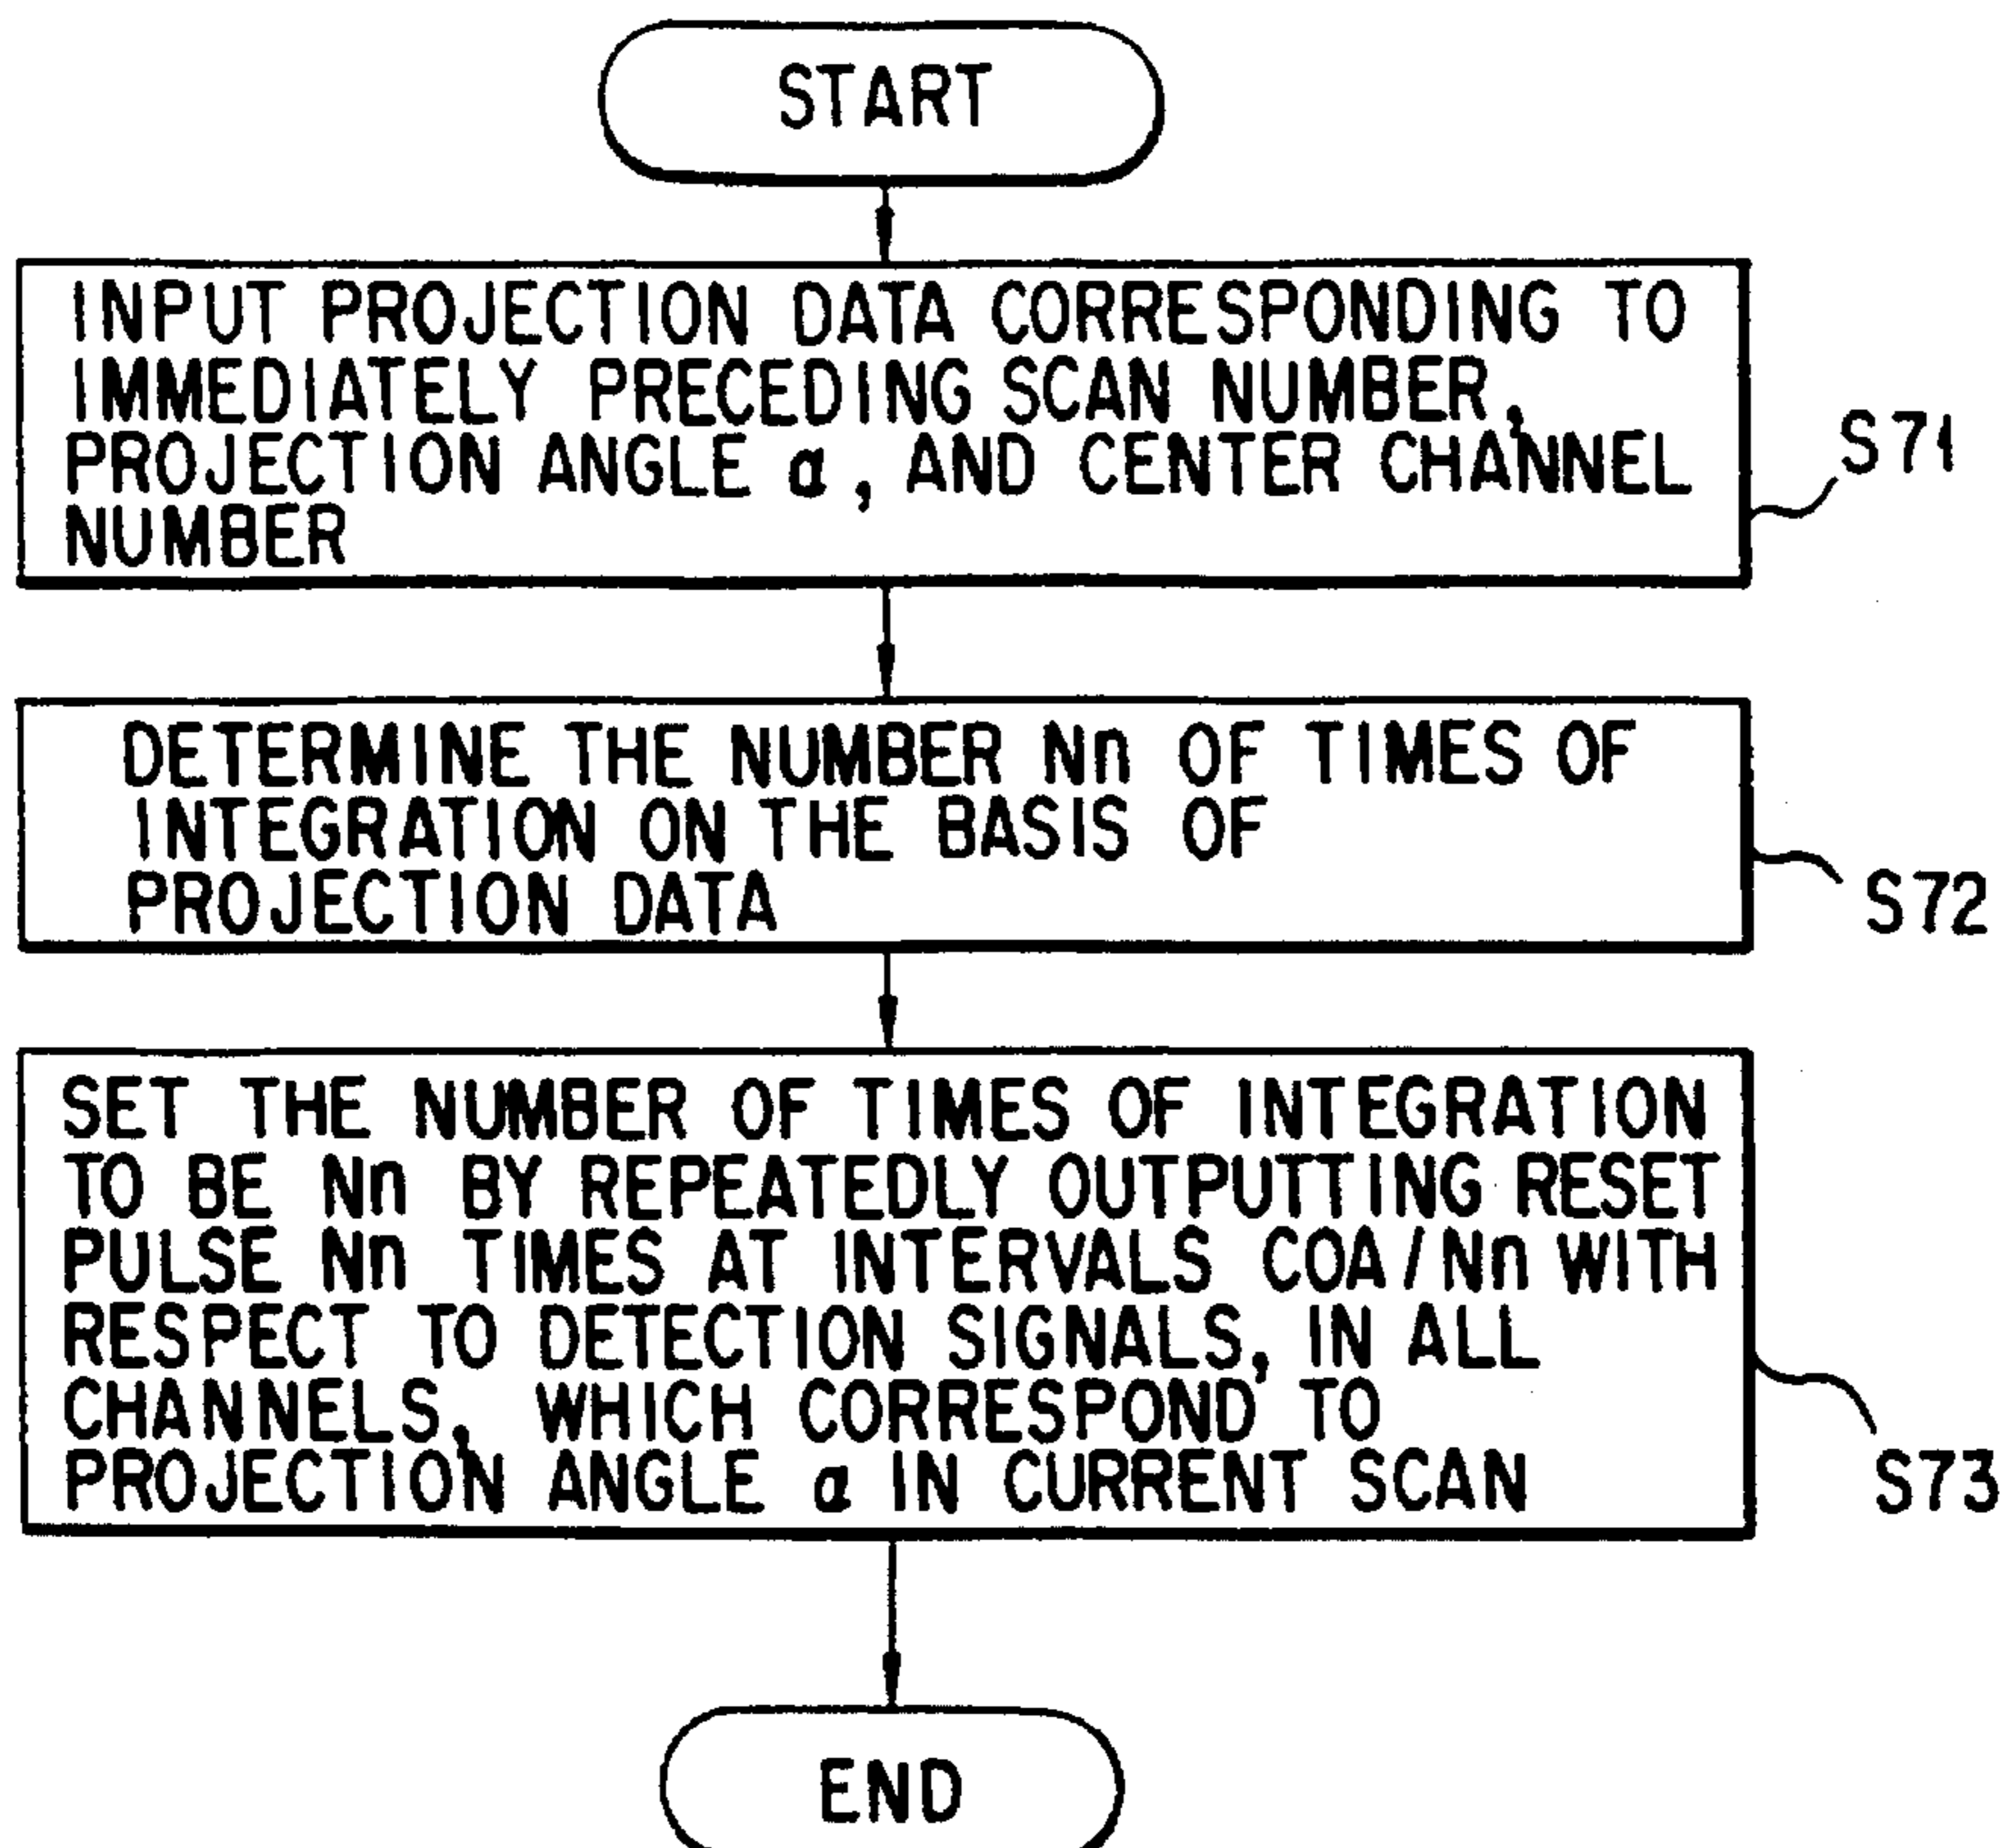 START
INPUT PROJECTION DATA CORRESPONDING TO
IMMEDIATELY PRECEDING SCAN NUMBER,
PROJECTION ANGLE α, AND CENTER CHANNEL
NUMBER
S71
DETERMINE THE NUMBER Nn OF TIMES OF
INTEGRATION ON THE BASIS OF
PROJECTION DATA
S72
SET THE NUMBER OF TIMES OF INTEGRATION
TO BE Nn BY REPEATEDLY OUTPUTTING RESET
PULSE Nn TIMES AT INTERVALS COA/Nn WITH
RESPECT TO DETECTION SIGNALS, IN ALL
CHANNELS, WHICH CORRESPOND TO
PROJECTION ANGLE α IN CURRENT SCAN
S73
END